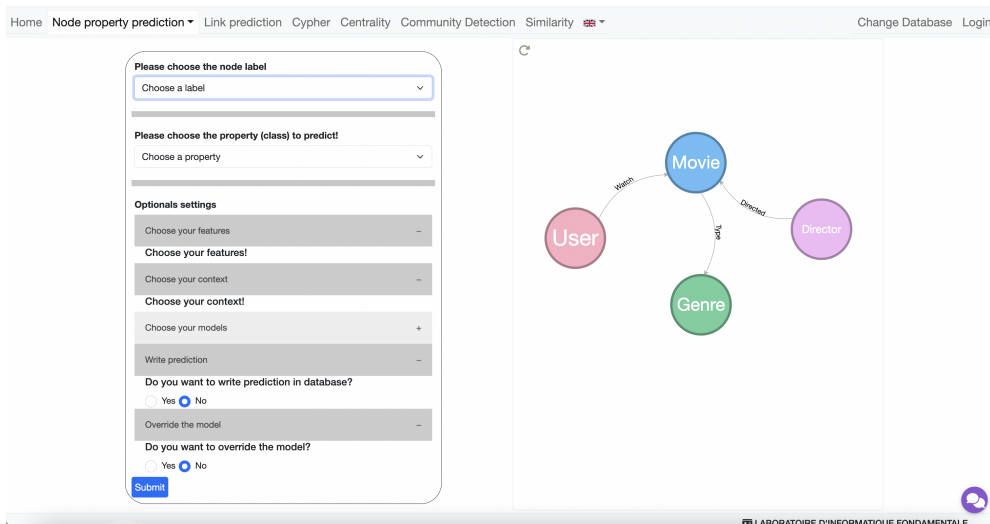 Home Node property prediction Link prediction Cypher Centrality Community Detection Similarity Change Database Login
Please choose the node label
Choose a label
Please choose the property (class) to predict!
Choose a property
Optionals settings
Choose your features
Choose your features!
Choose your context
Choose your context!
Choose your models
Write prediction
Do you want to write prediction in database?
Yes No
Override the model
Do you want to override the model?
Yes No
Submit
Movie
Watch
Directed
User
Type
Director
Genre
LABORATOIRE D'INFORMATIQUE FONDAMENTALE